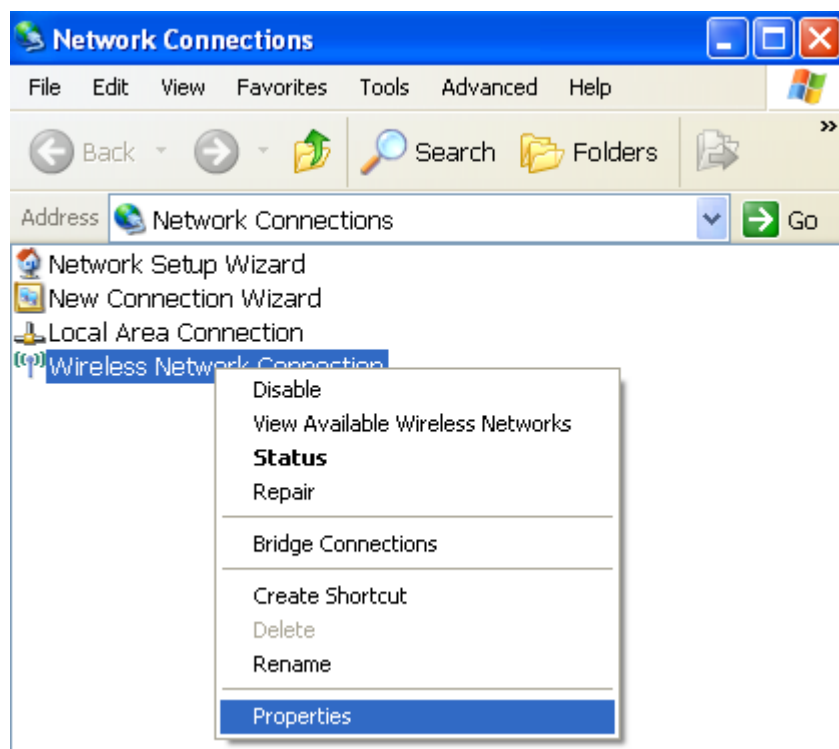 Network Connections
File Edit View Favorites Tools Advanced Help
Back Search Folders »
Address Network Connections Go
Network Setup Wizard
New Connection Wizard
Local Area Connection
Wireless Network Connection
Disable
View Available Wireless Networks
Status
Repair
Bridge Connections
Create Shortcut
Delete
Rename
Properties